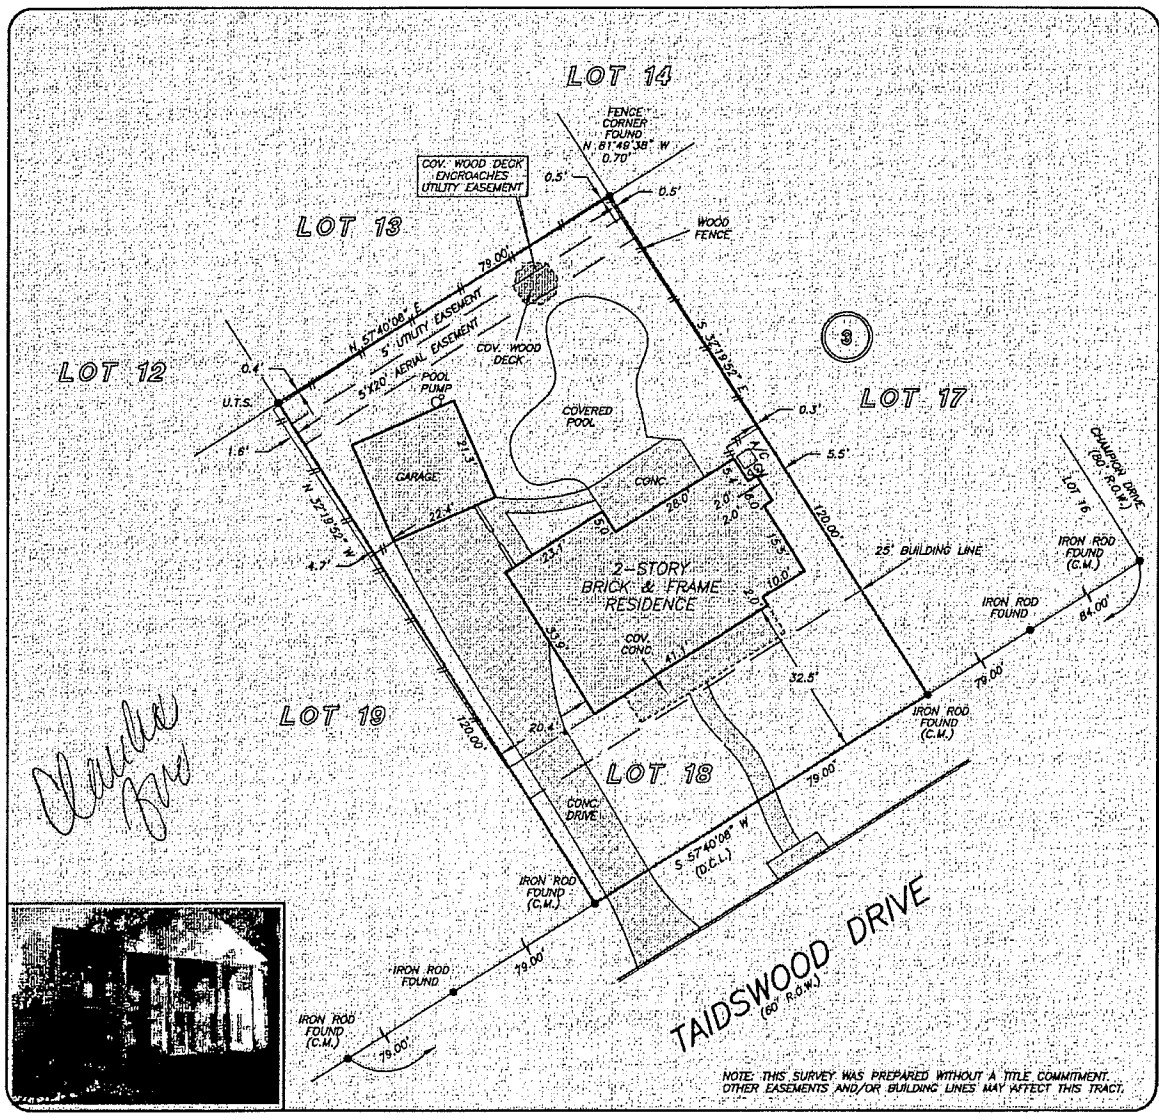 LOT 14
FENCE
CORNER
FOUND
N 81°49'38" W
0.70'
COV. WOOD DECK
ENCROACHES
UTILITY EASEMENT
0.5'
0.5'
LOT 13
WOOD
FENCE
79.00'
N 57°40'08" E
5' UTILITY EASEMENT
5'X20' AERIAL EASEMENT
COV. WOOD
DECK
S 32°19'52" E
3
LOT 12
0.4'
U.T.S.
POOL
PUMP
LOT 17
0.3'
COVERED
POOL
1.6'
A/C
5.5'
CHAMPION DRIVE
(80' R.O.W.)
LOT 16
GARAGE
21.3'
CONC.
5.4'
28.0'
2.0'
2.0'
6.0'
N 32°19'52" W
22.4'
5.0'
120.00'
15.5'
25' BUILDING LINE
IRON ROD
FOUND
(C.M.)
4.7'
23.1'
2-STORY
BRICK & FRAME
RESIDENCE
10.0'
2.0'
IRON ROD
FOUND
84.00'
33.9'
COV.
CONC.
41.1'
32.5'
79.00'
IRON ROD
FOUND
(C.M.)
LOT 19
120.00'
20.4'
LOT 18
79.00'
CONC.
DRIVE
S 57°40'08" W
(D.C.L.)
IRON ROD
FOUND
(C.M.)
TAIDSWOOD DRIVE
(60' R.O.W.)
79.00'
IRON ROD
FOUND
IRON ROD
FOUND
(C.M.)
79.00'
NOTE: THIS SURVEY WAS PREPARED WITHOUT A TITLE COMMITMENT.
OTHER EASEMENTS AND/OR BUILDING LINES MAY AFFECT THIS TRACT.